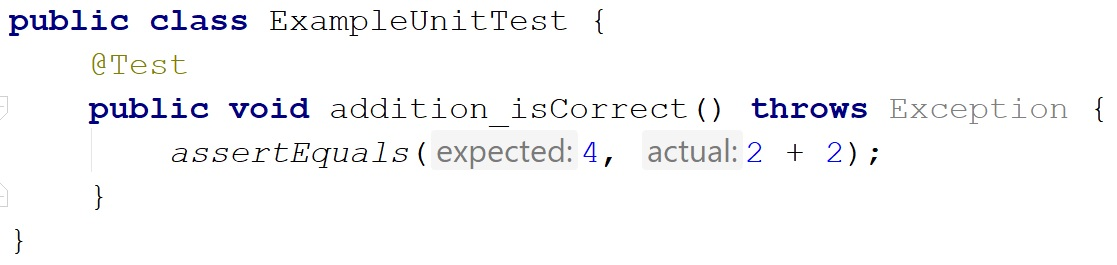 public class ExampleUnitTest {
@Test
public void addition_isCorrect() throws Exception {
assertEquals( expected: 4, actual: 2 + 2);
}
}